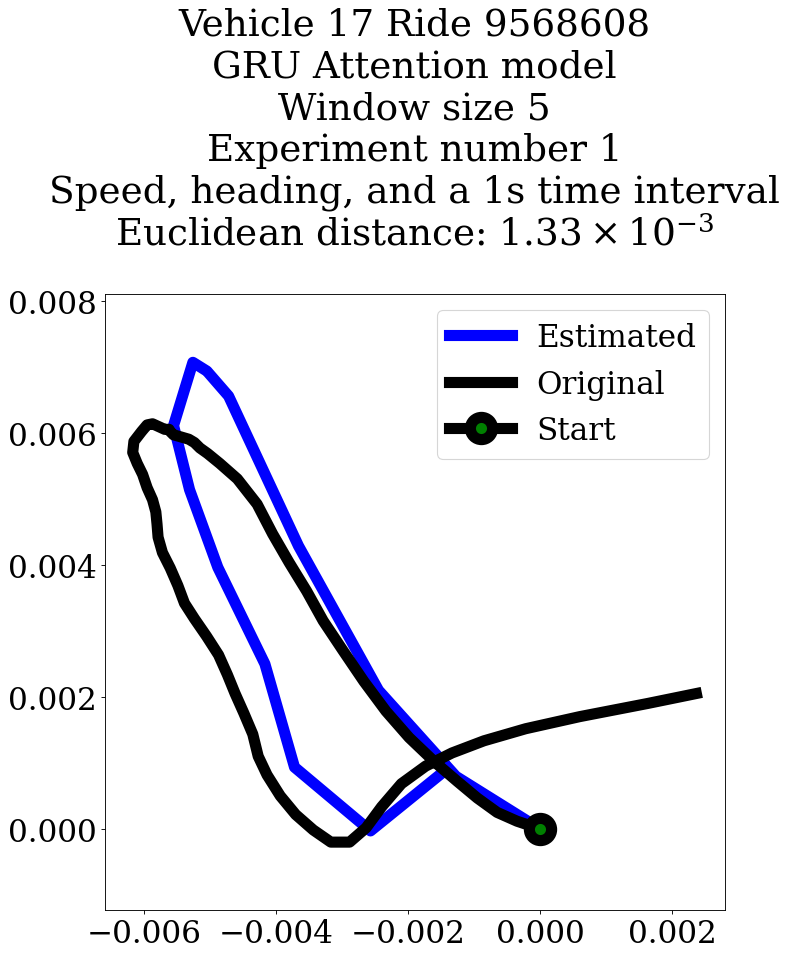 Vehicle 17 Ride 9568608
GRU Attention model
Window size 5
Experiment number 1
Speed, heading, and a 1s time interval
Euclidean distance: 1.33 × 10⁻³
0.008
Estimated
Original
Start
0.006
0.004
0.002
0.000
−0.006 −0.004 −0.002 0.000 0.002